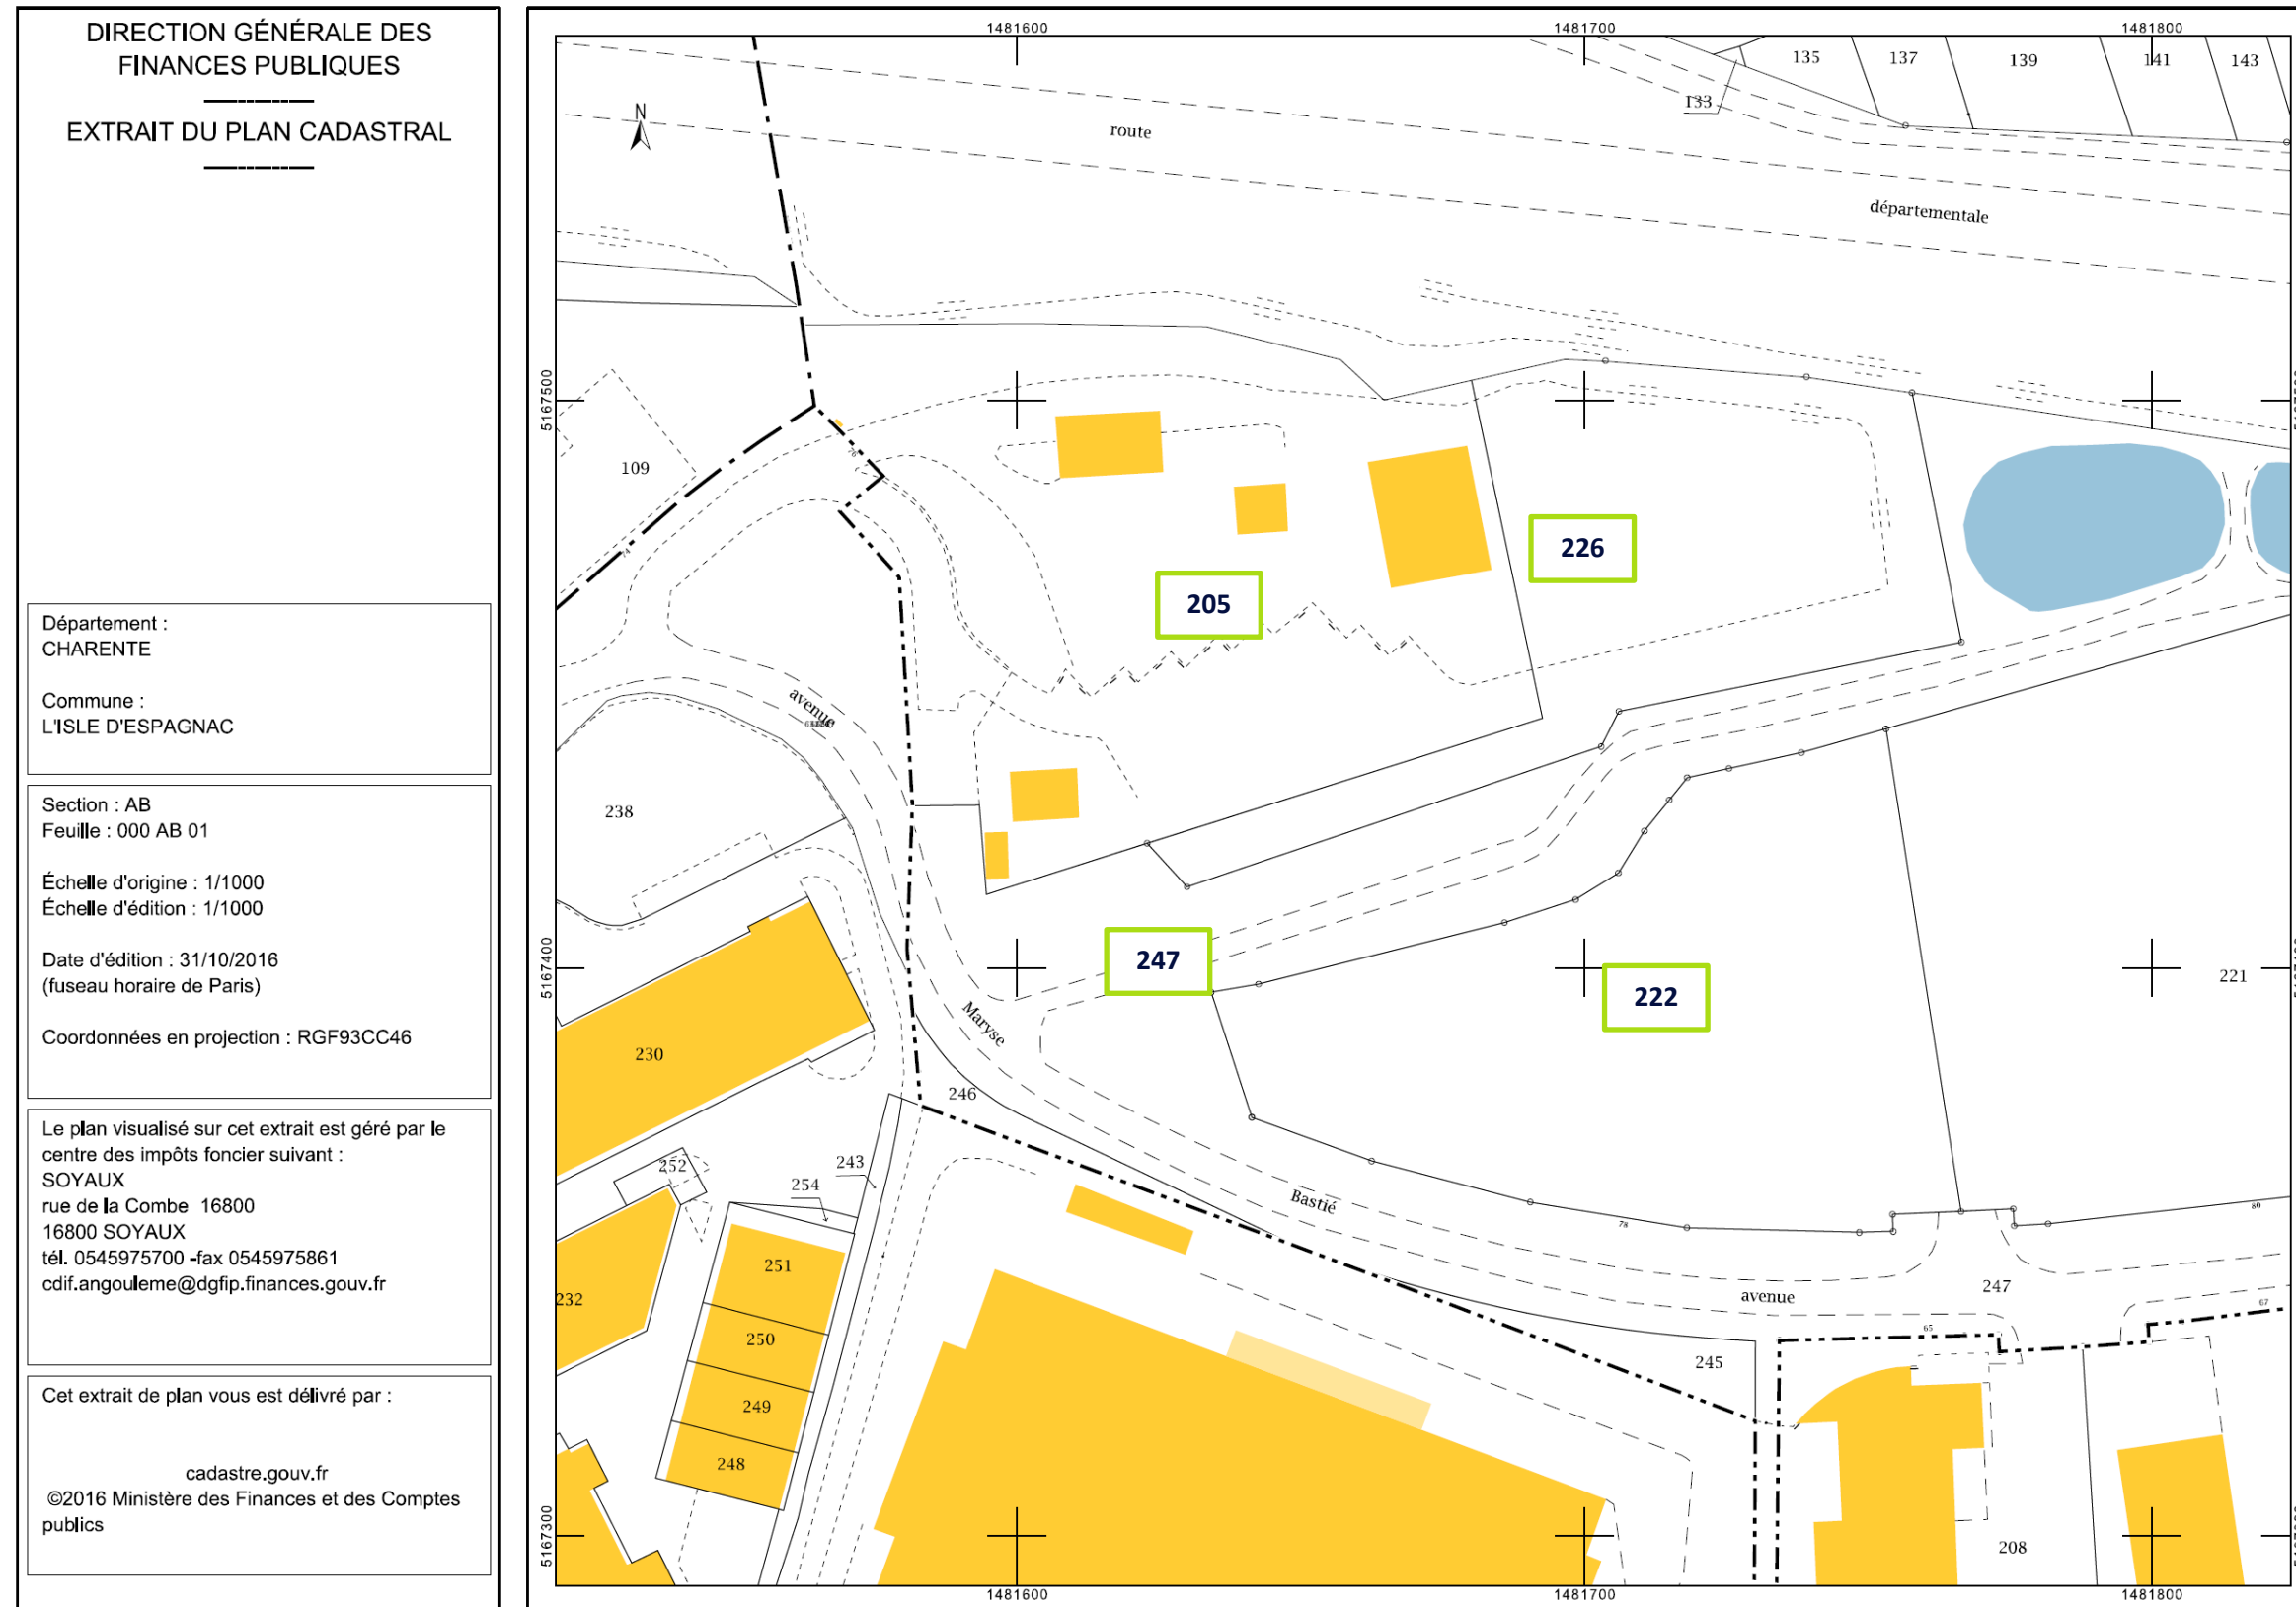 DIRECTION GÉNÉRALE DES
FINANCES PUBLIQUES
EXTRAIT DU PLAN CADASTRAL
Département :
CHARENTE
Commune :
L'ISLE D'ESPAGNAC
Section : AB
Feuille : 000 AB 01
Échelle d'origine : 1/1000
Échelle d'édition : 1/1000
Date d'édition : 31/10/2016
(fuseau horaire de Paris)
Coordonnées en projection : RGF93CC46
Le plan visualisé sur cet extrait est géré par le
centre des impôts foncier suivant :
SOYAUX
rue de la Combe 16800
16800 SOYAUX
tél. 0545975700 -fax 0545975861
cdif.angouleme@dgfip.finances.gouv.fr
Cet extrait de plan vous est délivré par :
cadastre.gouv.fr
©2016 Ministère des Finances et des Comptes
publics
1481600
1481700
1481800
135
137
139
141
143
133
N
route
départementale
5167500
109
76
74
226
205
avenue
238
247
5167400
222
221
Maryse
230
246
252
243
254
Bastié
78
80
251
247
232
avenue
67
65
250
245
249
248
5167300
208
1481600
1481700
1481800